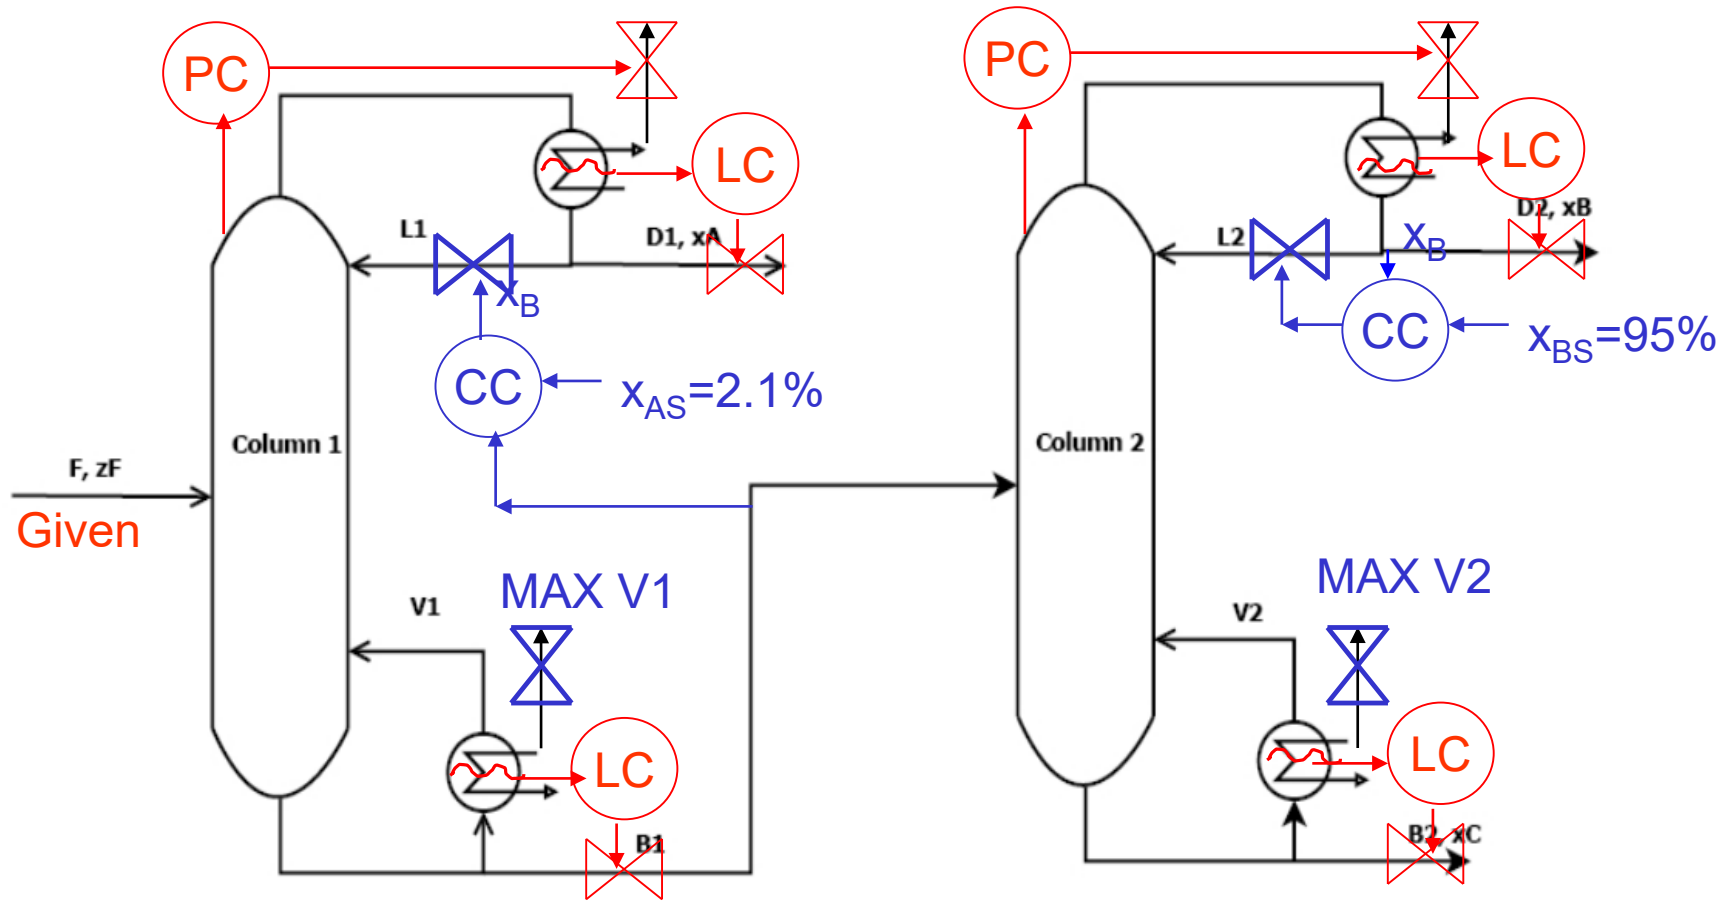 PC
PC
LC
LC
L1
D1, xA
L2
xB
D2, xB
xB
CC
xAS=2.1%
CC
xBS=95%
Column 1
Column 2
F, zF
Given
MAX V1
MAX V2
V1
V2
LC
LC
B1
B2, xC